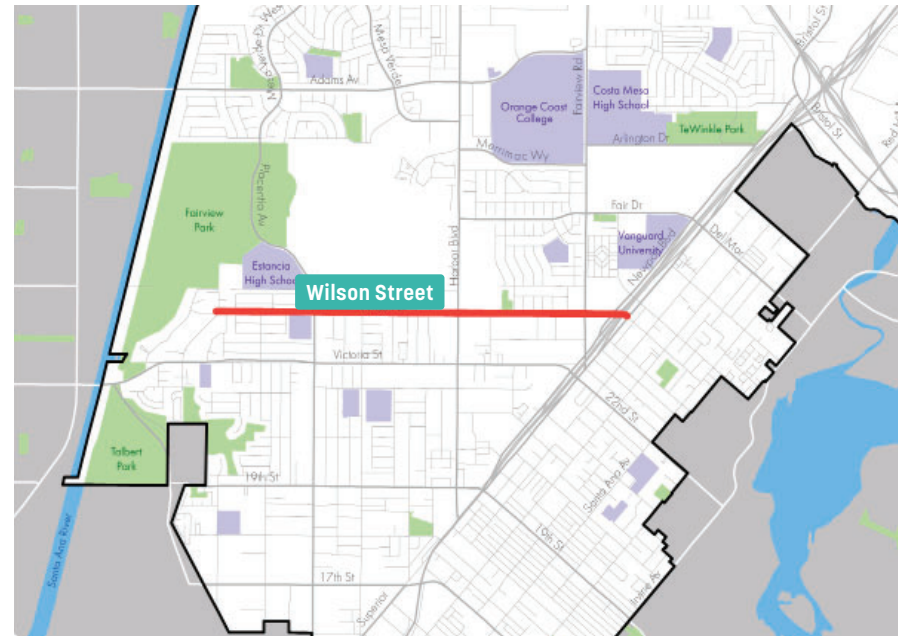 Mesa Verde Dr West
Mesa Verde
Bristol St
Adams Av
Fairview Rd
Orange Coast
College
Costa Mesa
High School
TeWinkle Park
Bristol St
Arlington Dr
Merrimac Wy
Placentia Av
Fairview
Park
Harbor Blvd
Fair Dr
Vanguard
University
Del Mar
Newport Blvd
Estancia
High School
Wilson Street
Victoria St
22nd St
Talbert
Park
19th St
Santa Ana Av
19th St
Santa Ana River
17th St
Superior
Irvine Av